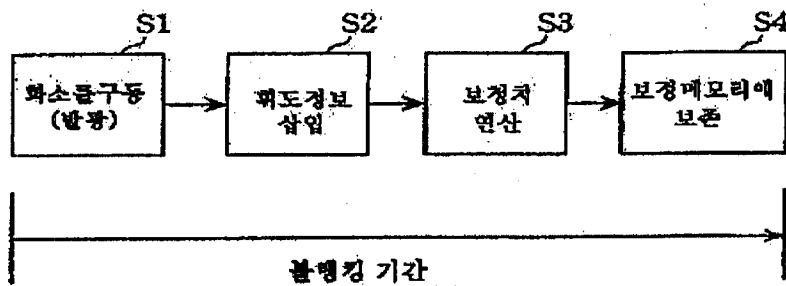 S1
화소를구동
(발광)
S2
휘도정보
삽입
S3
보정치
연산
S4
보정메모리에
보존
블랭킹 기간